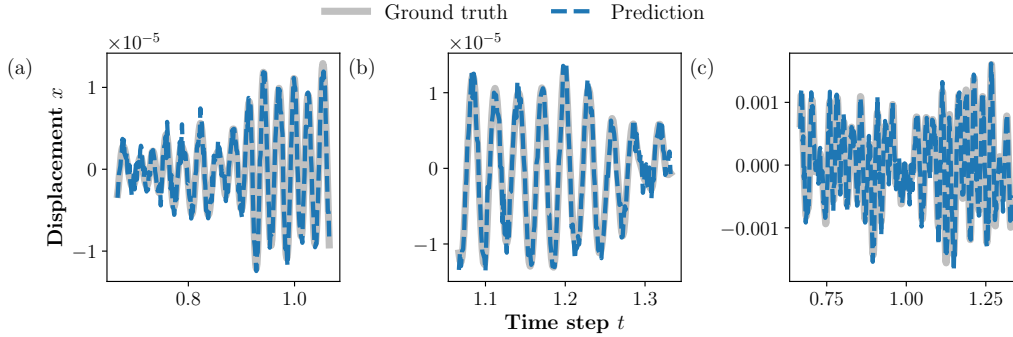 Ground truth Prediction
(a) (b) (c)
×10⁻⁵ ×10⁻⁵
Displacement x
1 0 −1
0.8 1.0
1 0 −1
1.1 1.2 1.3
0.001 0.000 −0.001
0.75 1.00 1.25
Time step t